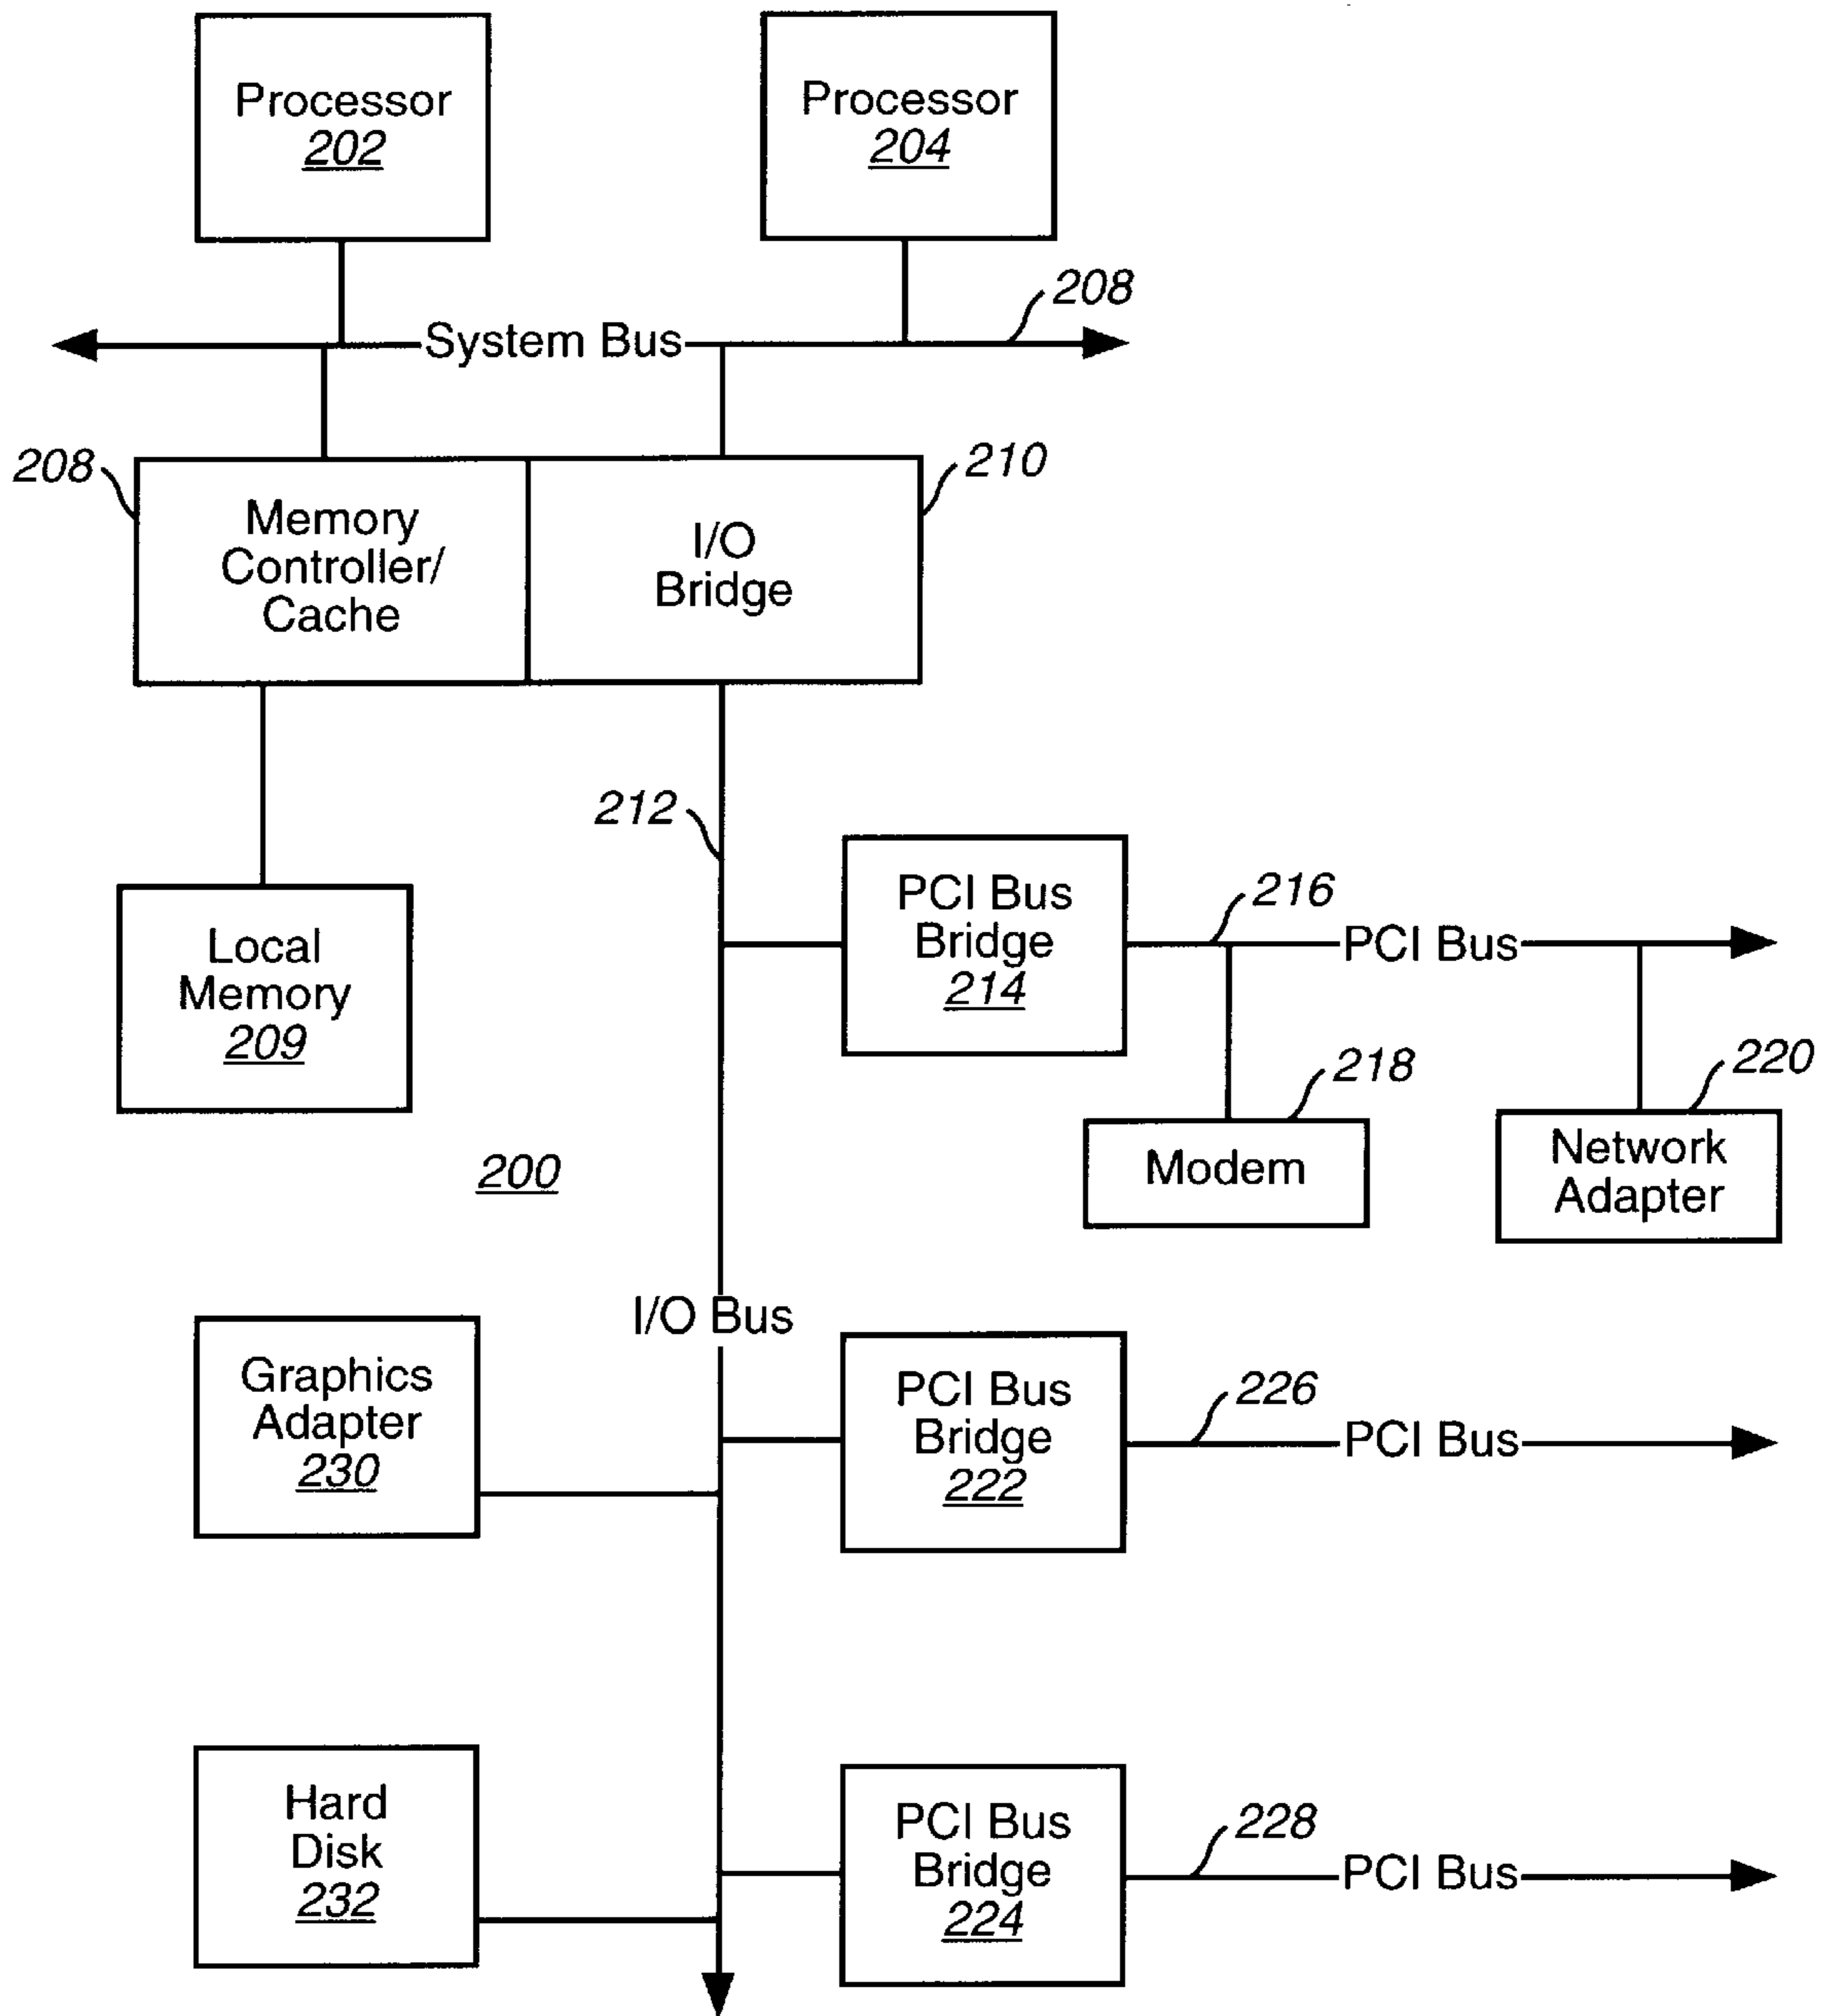 Processor
202
Processor
204
208
System Bus
208
Memory
Controller/
Cache
I/O
Bridge
210
212
PCI Bus
Bridge
214
216
PCI Bus
Local
Memory
209
218
Modem
220
Network
Adapter
200
I/O Bus
Graphics
Adapter
230
PCI Bus
Bridge
222
226
PCI Bus
Hard
Disk
232
PCI Bus
Bridge
224
228
PCI Bus